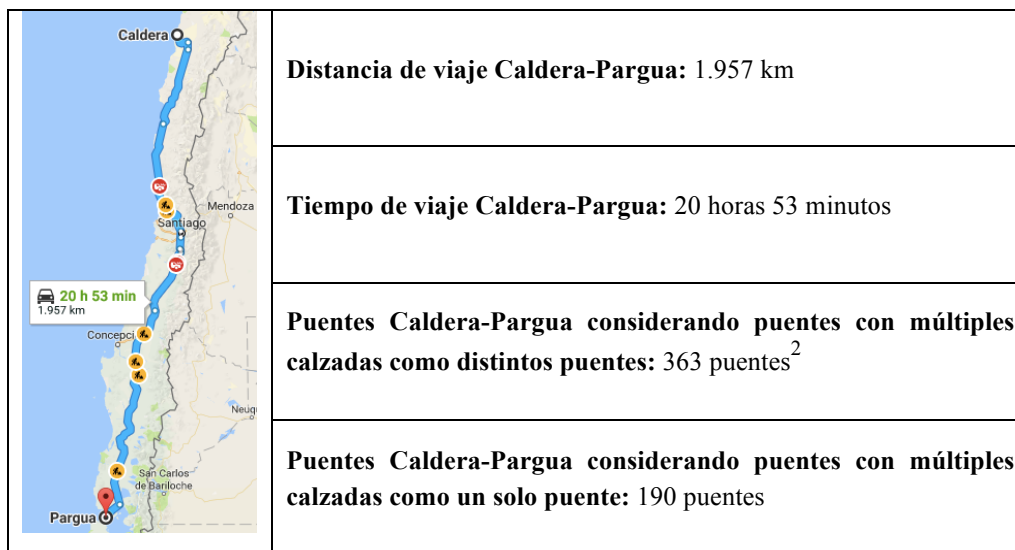 Caldera
Mendoza
Santiago
20 h 53 min
1.957 km
Concepci
Neuq
San Carlos
de Bariloche
Pargua
Distancia de viaje Caldera-Pargua: 1.957 km
Tiempo de viaje Caldera-Pargua: 20 horas 53 minutos
Puentes Caldera-Pargua considerando puentes con múltiples
calzadas como distintos puentes: 363 puentes2
Puentes Caldera-Pargua considerando puentes con múltiples
calzadas como un solo puente: 190 puentes